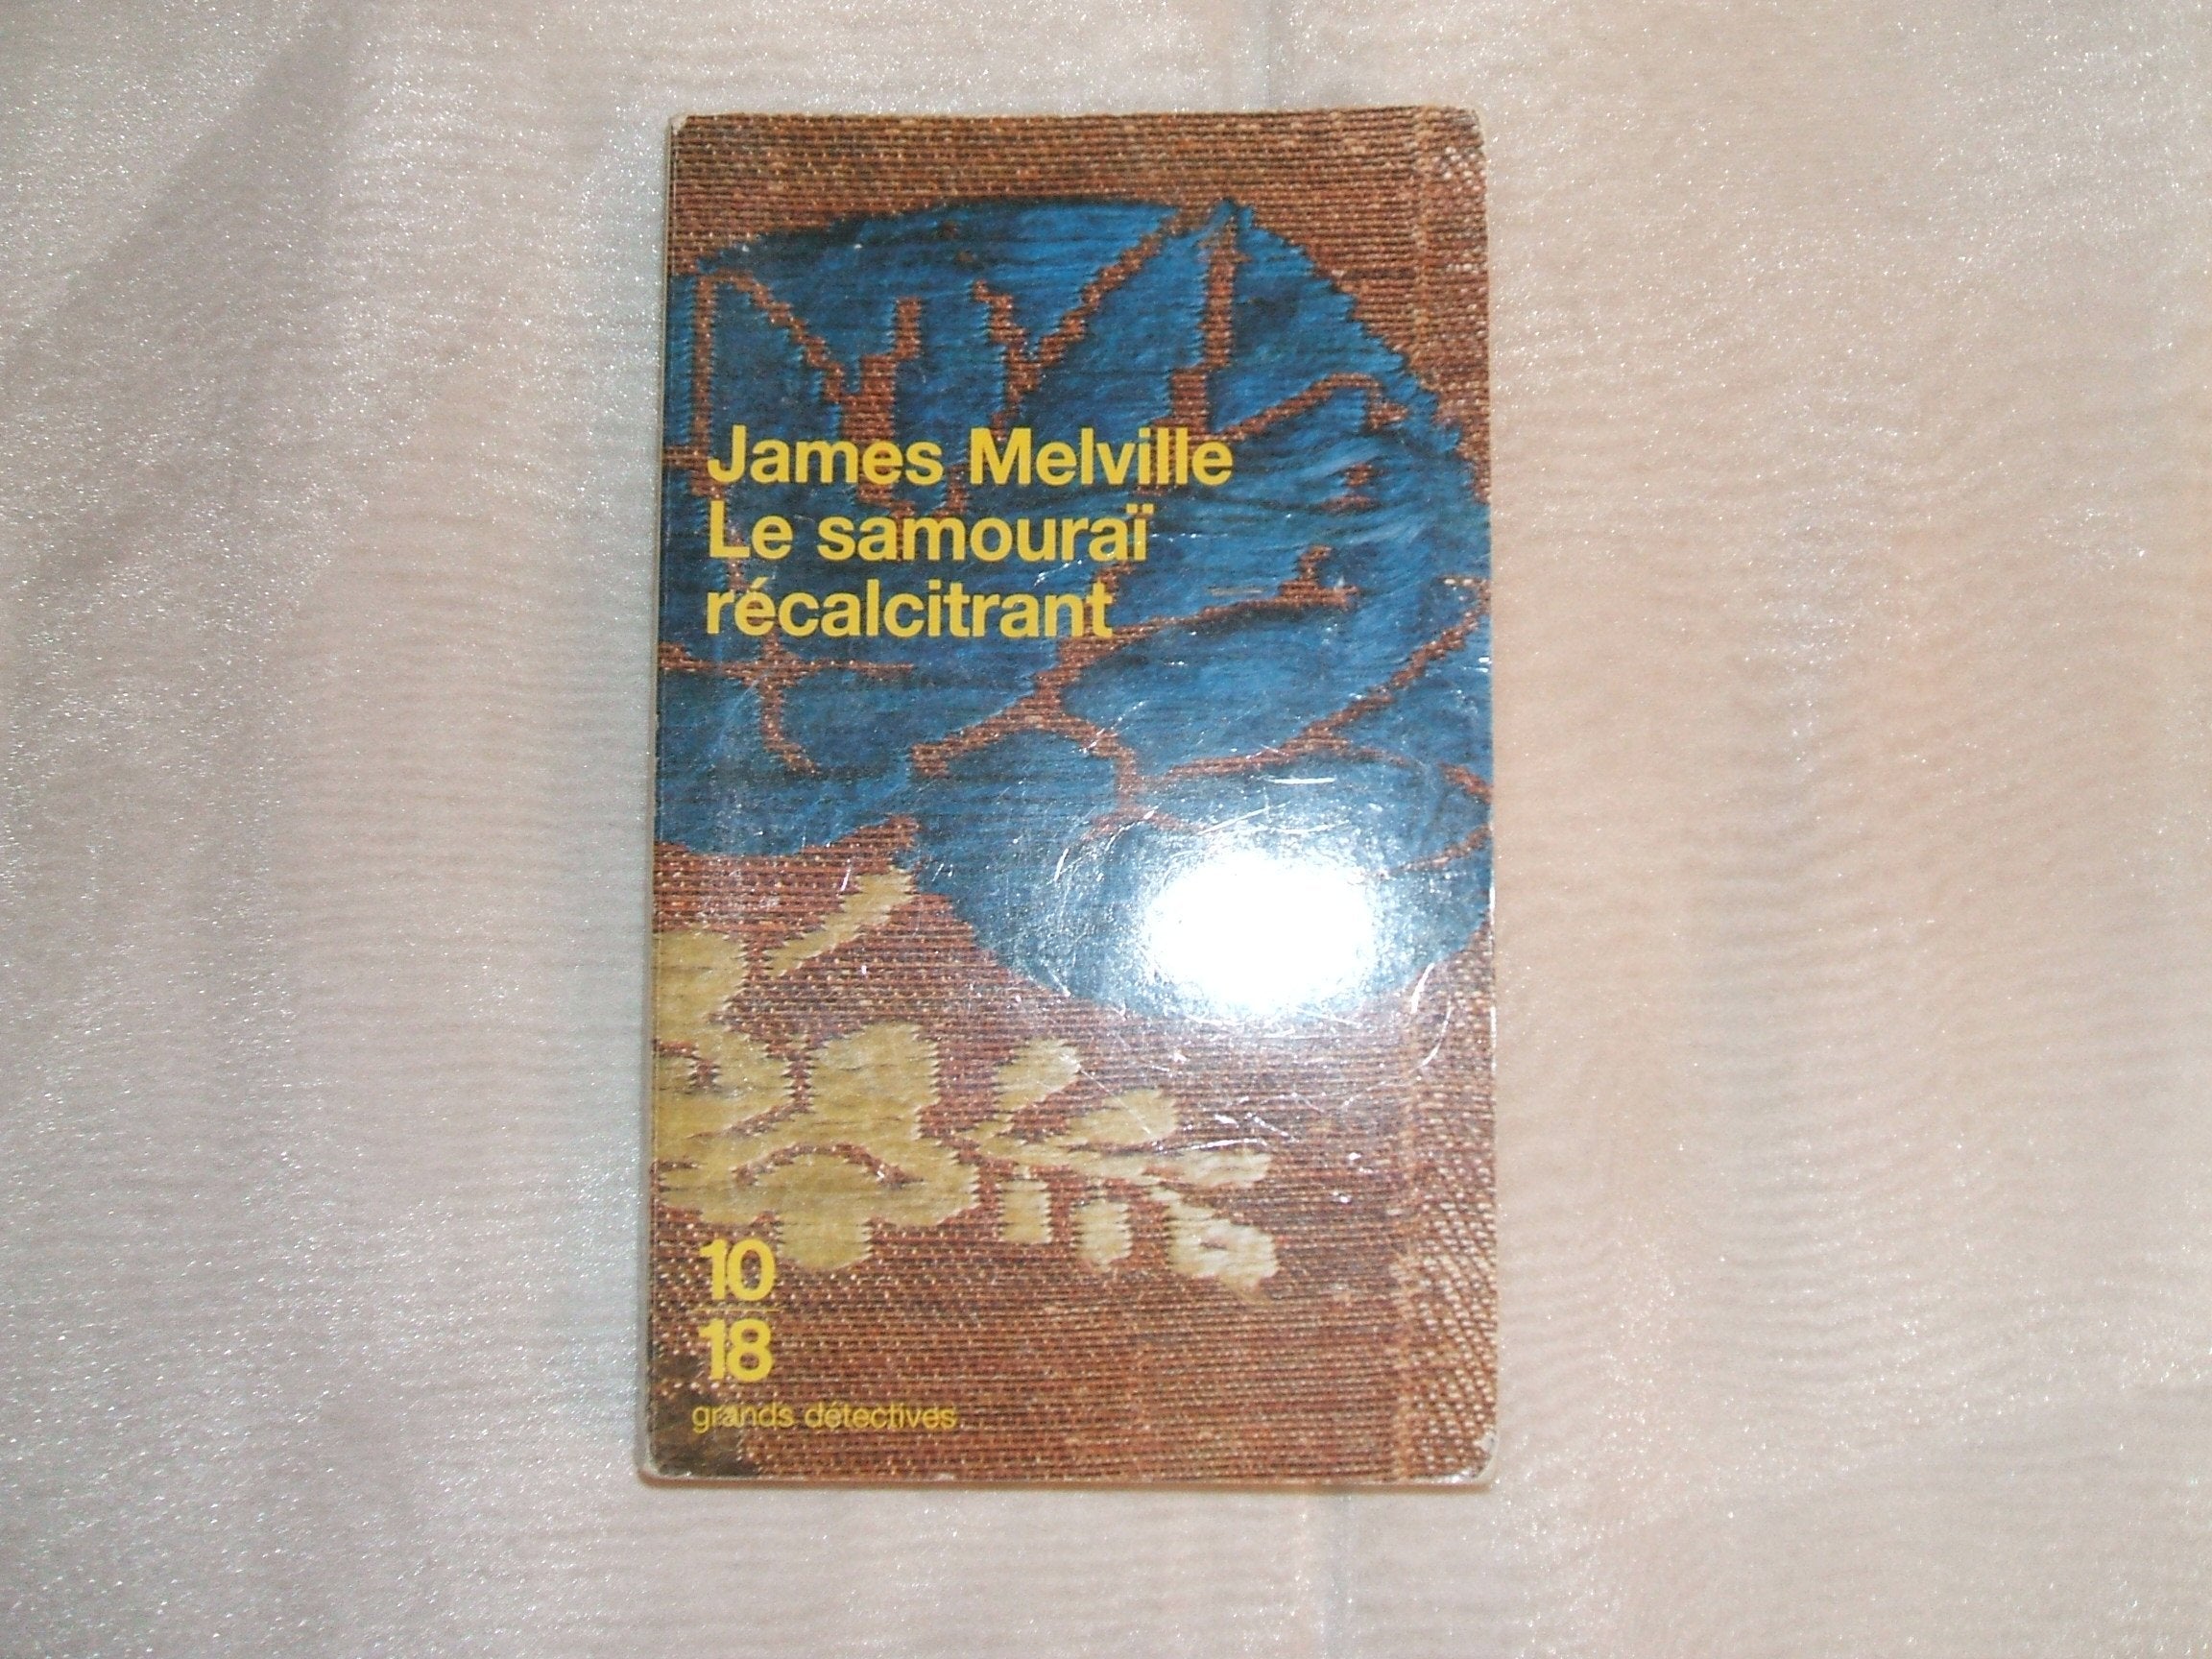 James Melville
Le samouraï
récalcitrant
10
18
grands détectives